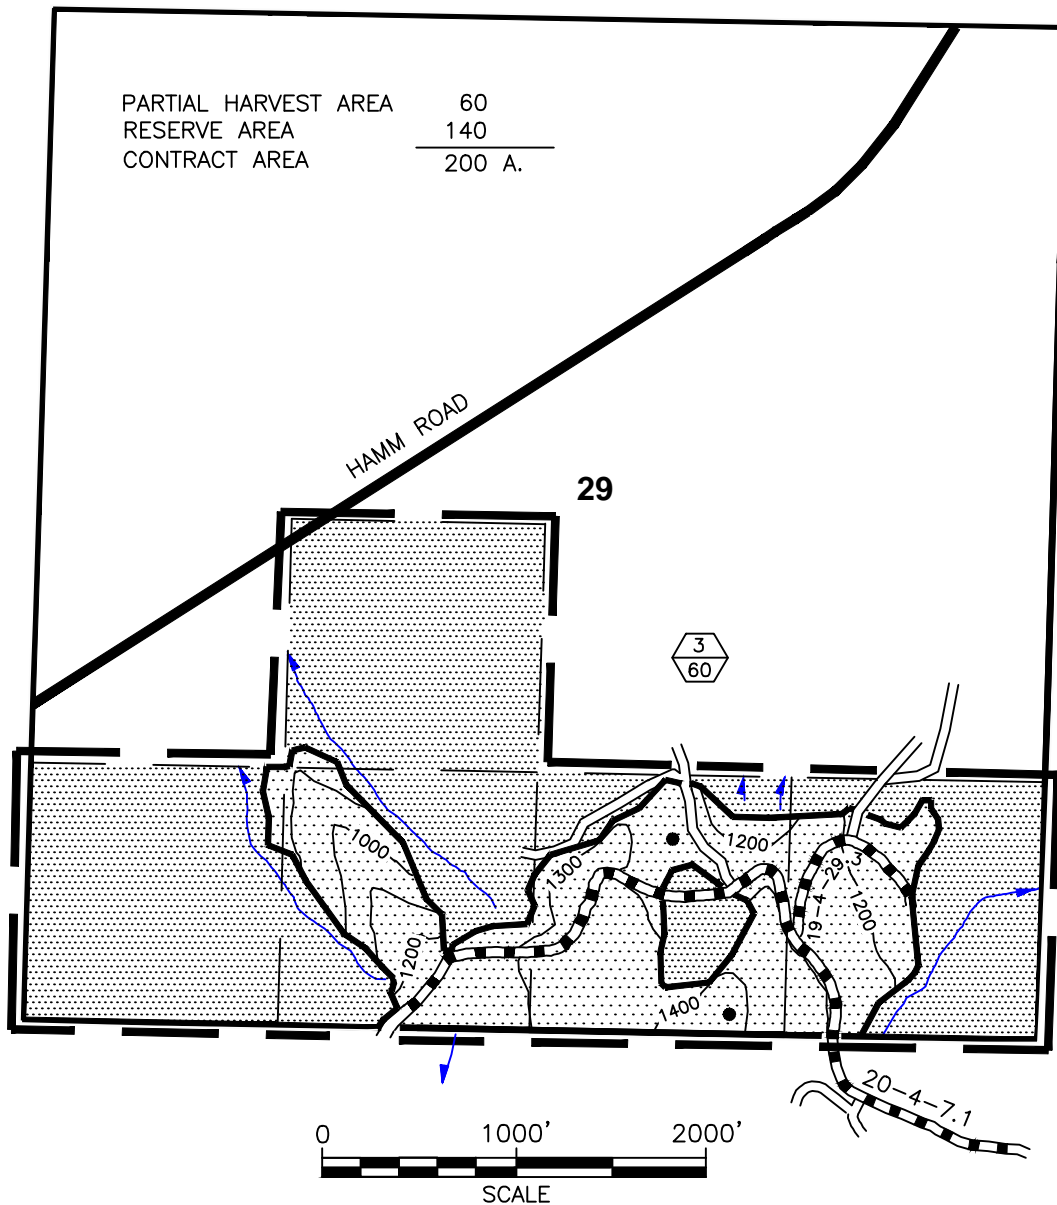 PARTIAL HARVEST AREA 60
RESERVE AREA 140
CONTRACT AREA 200 A.
HAMM ROAD
29
3
60
1000
1200
1300
1200
19-4-29.3
1200
1200
1400
20-4-7.1
0 1000' 2000'
SCALE